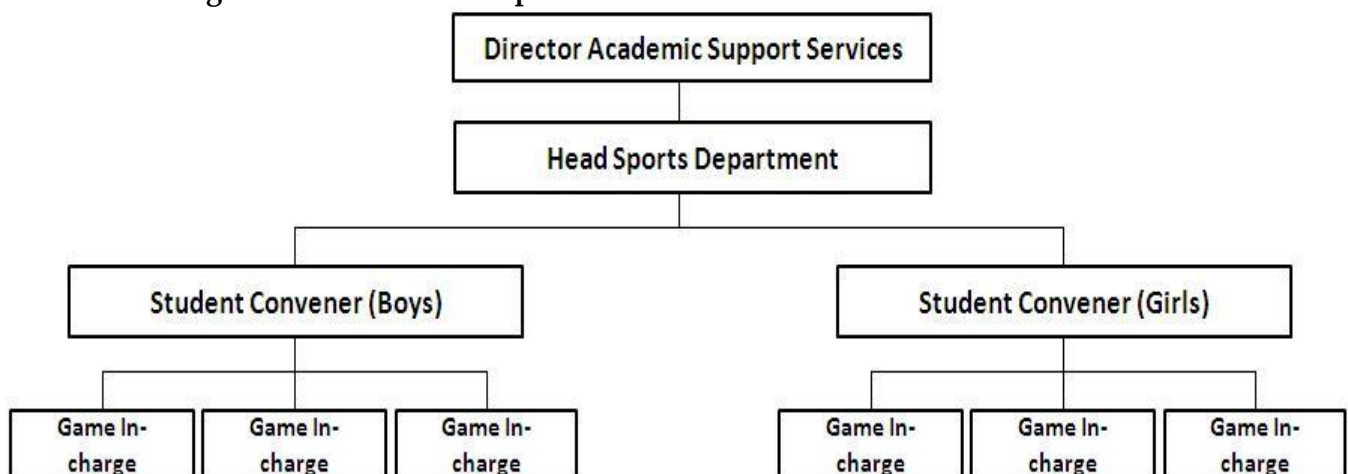 Director Academic Support Services
Head Sports Department
Student Convener (Boys)
Student Convener (Girls)
Game In-
charge
Game In-
charge
Game In-
charge
Game In-
charge
Game In-
charge
Game In-
charge